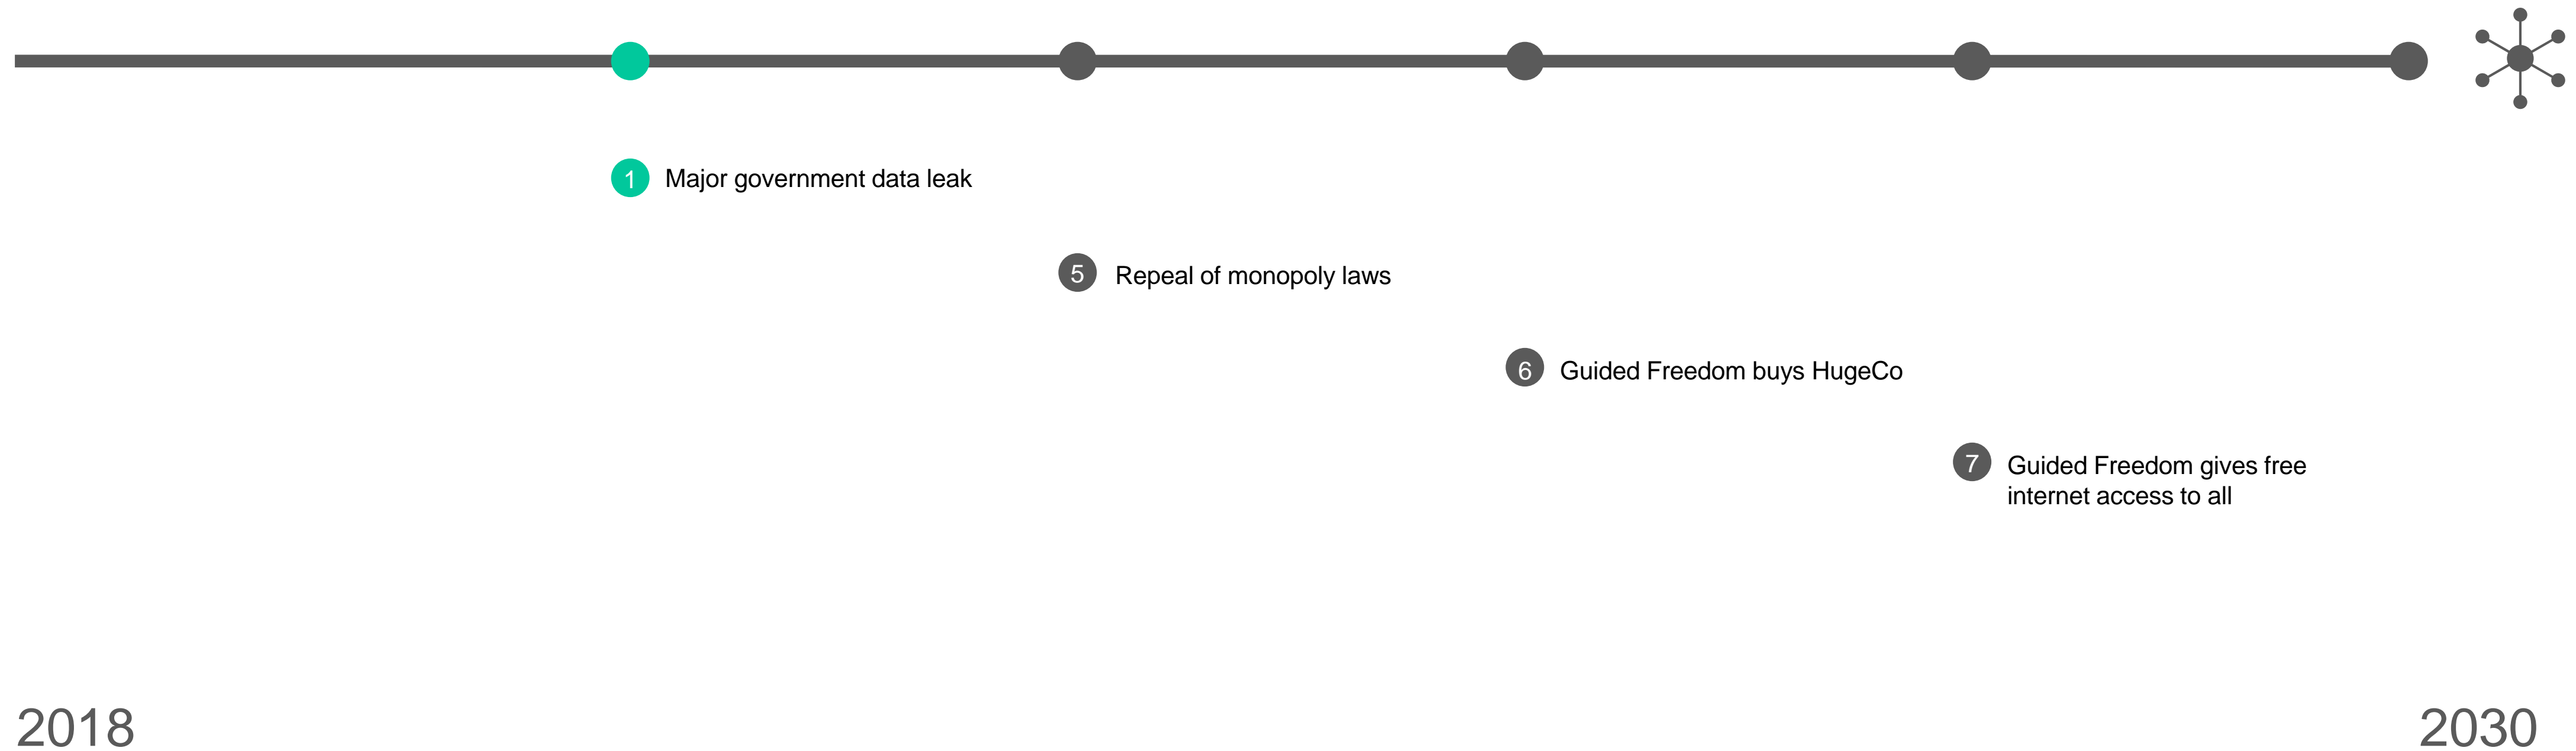 1 Major government data leak
5 Repeal of monopoly laws
6 Guided Freedom buys HugeCo
7 Guided Freedom gives free
internet access to all
2018 2030